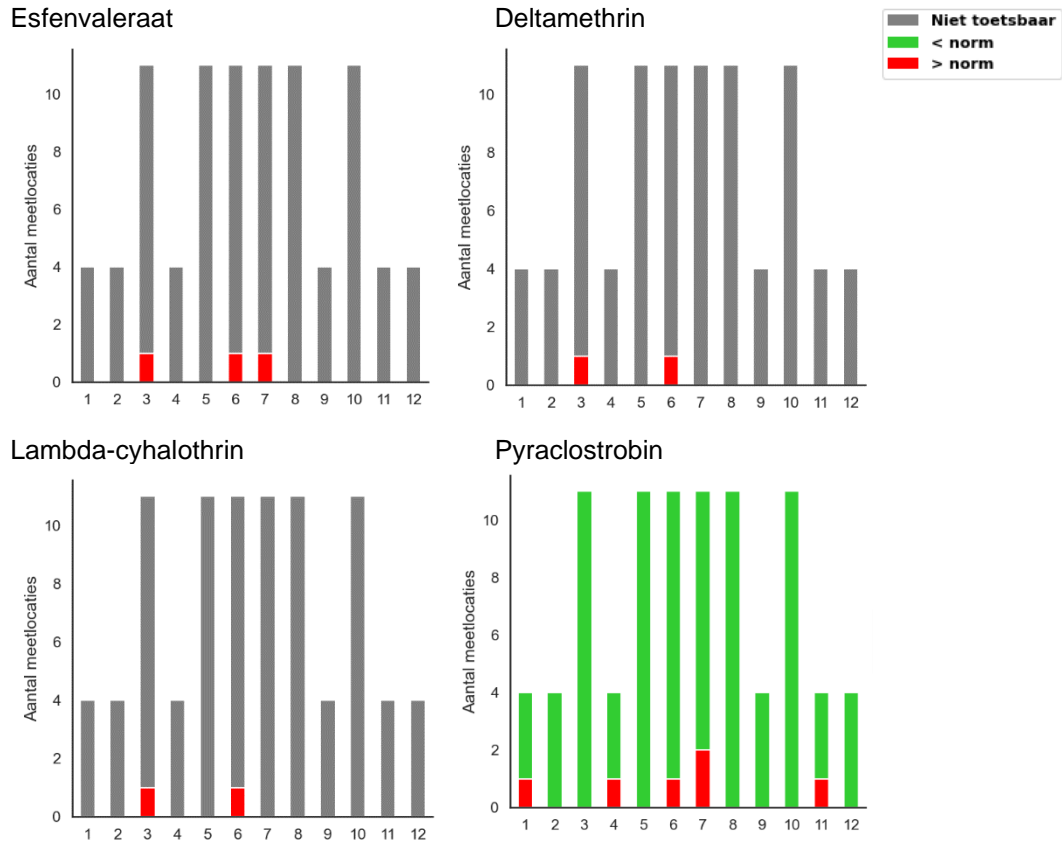 Esfenvaleraat
Deltamethrin
Niet toetsbaar
< norm
> norm
Aantal meetlocaties
10
8
6
4
2
0
1 2 3 4 5 6 7 8 9 10 11 12
Aantal meetlocaties
10
8
6
4
2
0
1 2 3 4 5 6 7 8 9 10 11 12
Lambda-cyhalothrin
Pyraclostrobin
Aantal meetlocaties
10
8
6
4
2
0
1 2 3 4 5 6 7 8 9 10 11 12
Aantal meetlocaties
10
8
6
4
2
0
1 2 3 4 5 6 7 8 9 10 11 12